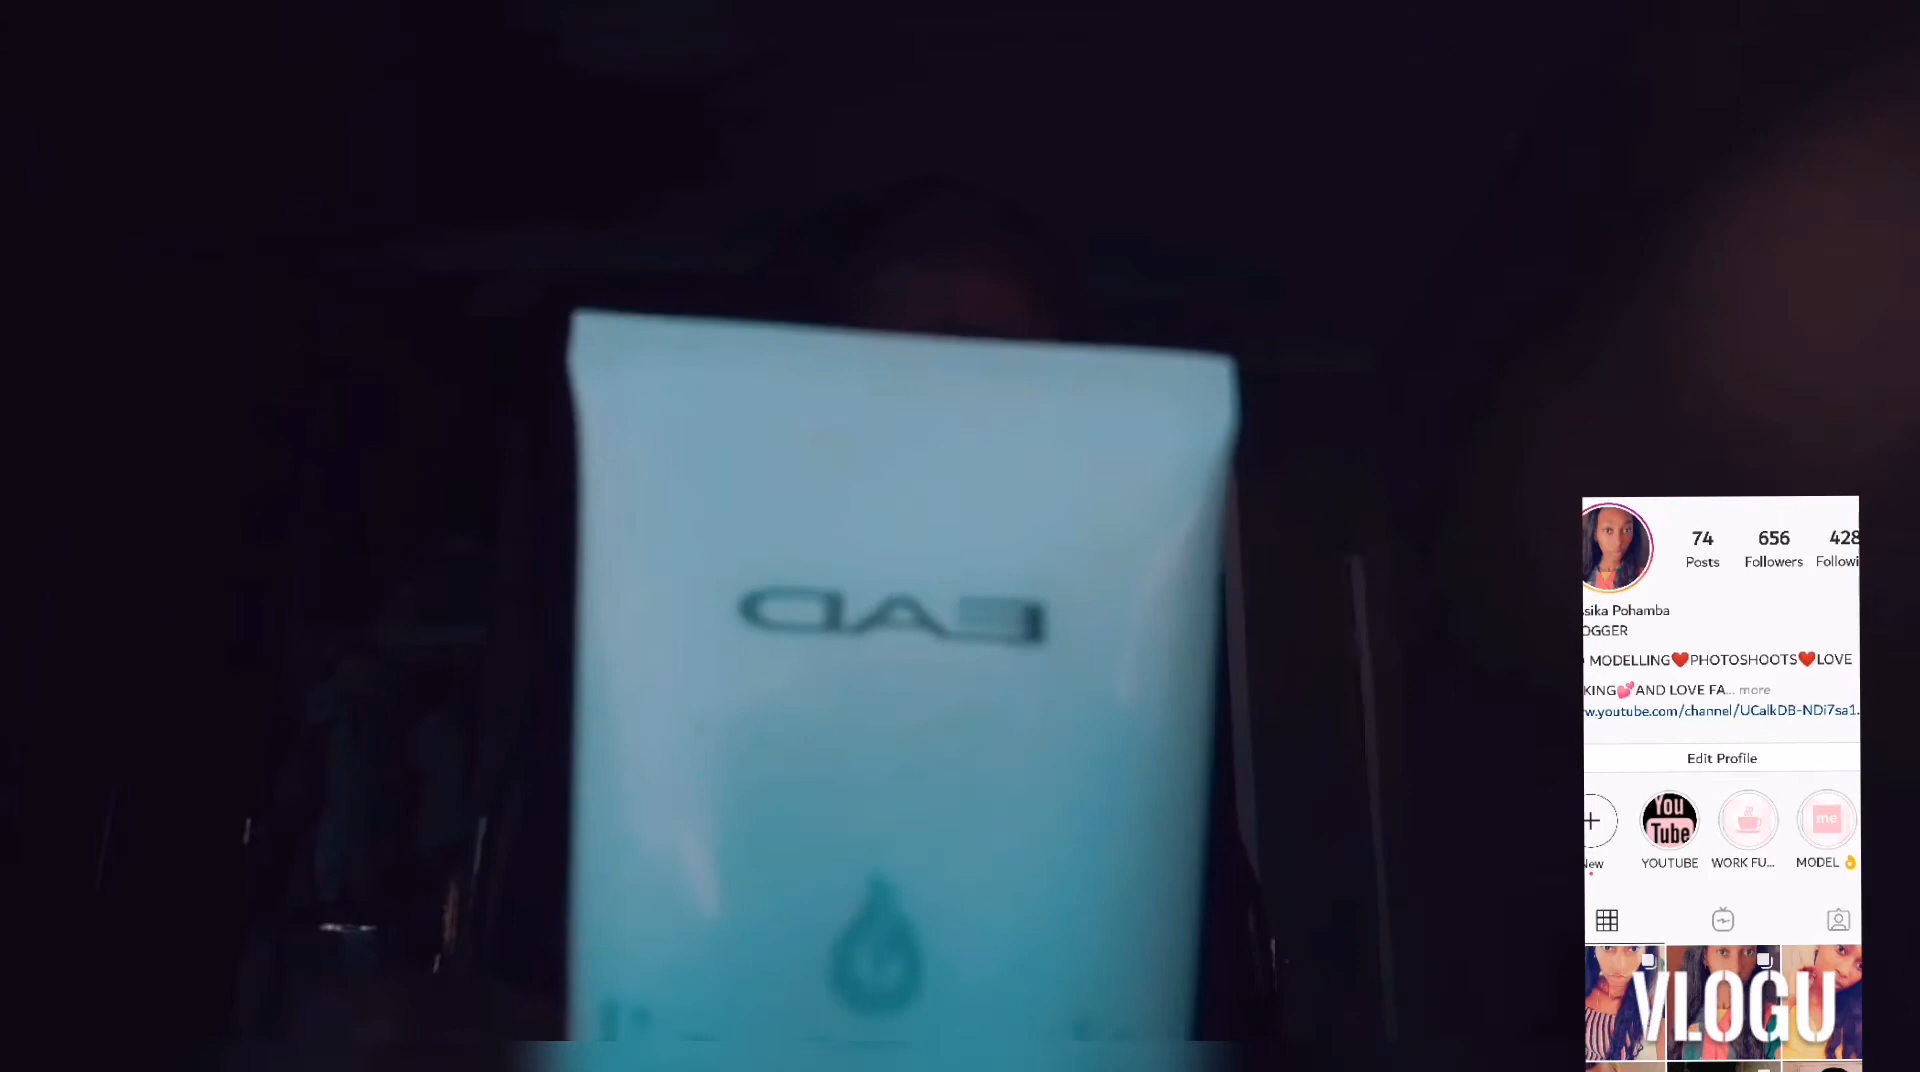 EAD
74 656 428
Posts Followers Followi
sika Pohamba
OGGER
MODELLING❤️PHOTOSHOOTS❤️LOVE
KING💕AND LOVE FA... more
w.youtube.com/channel/UCalkDB-NDi7sa1.
Edit Profile
You
Tube
me
New YOUTUBE WORK FU... MODEL 👌
VLOGU